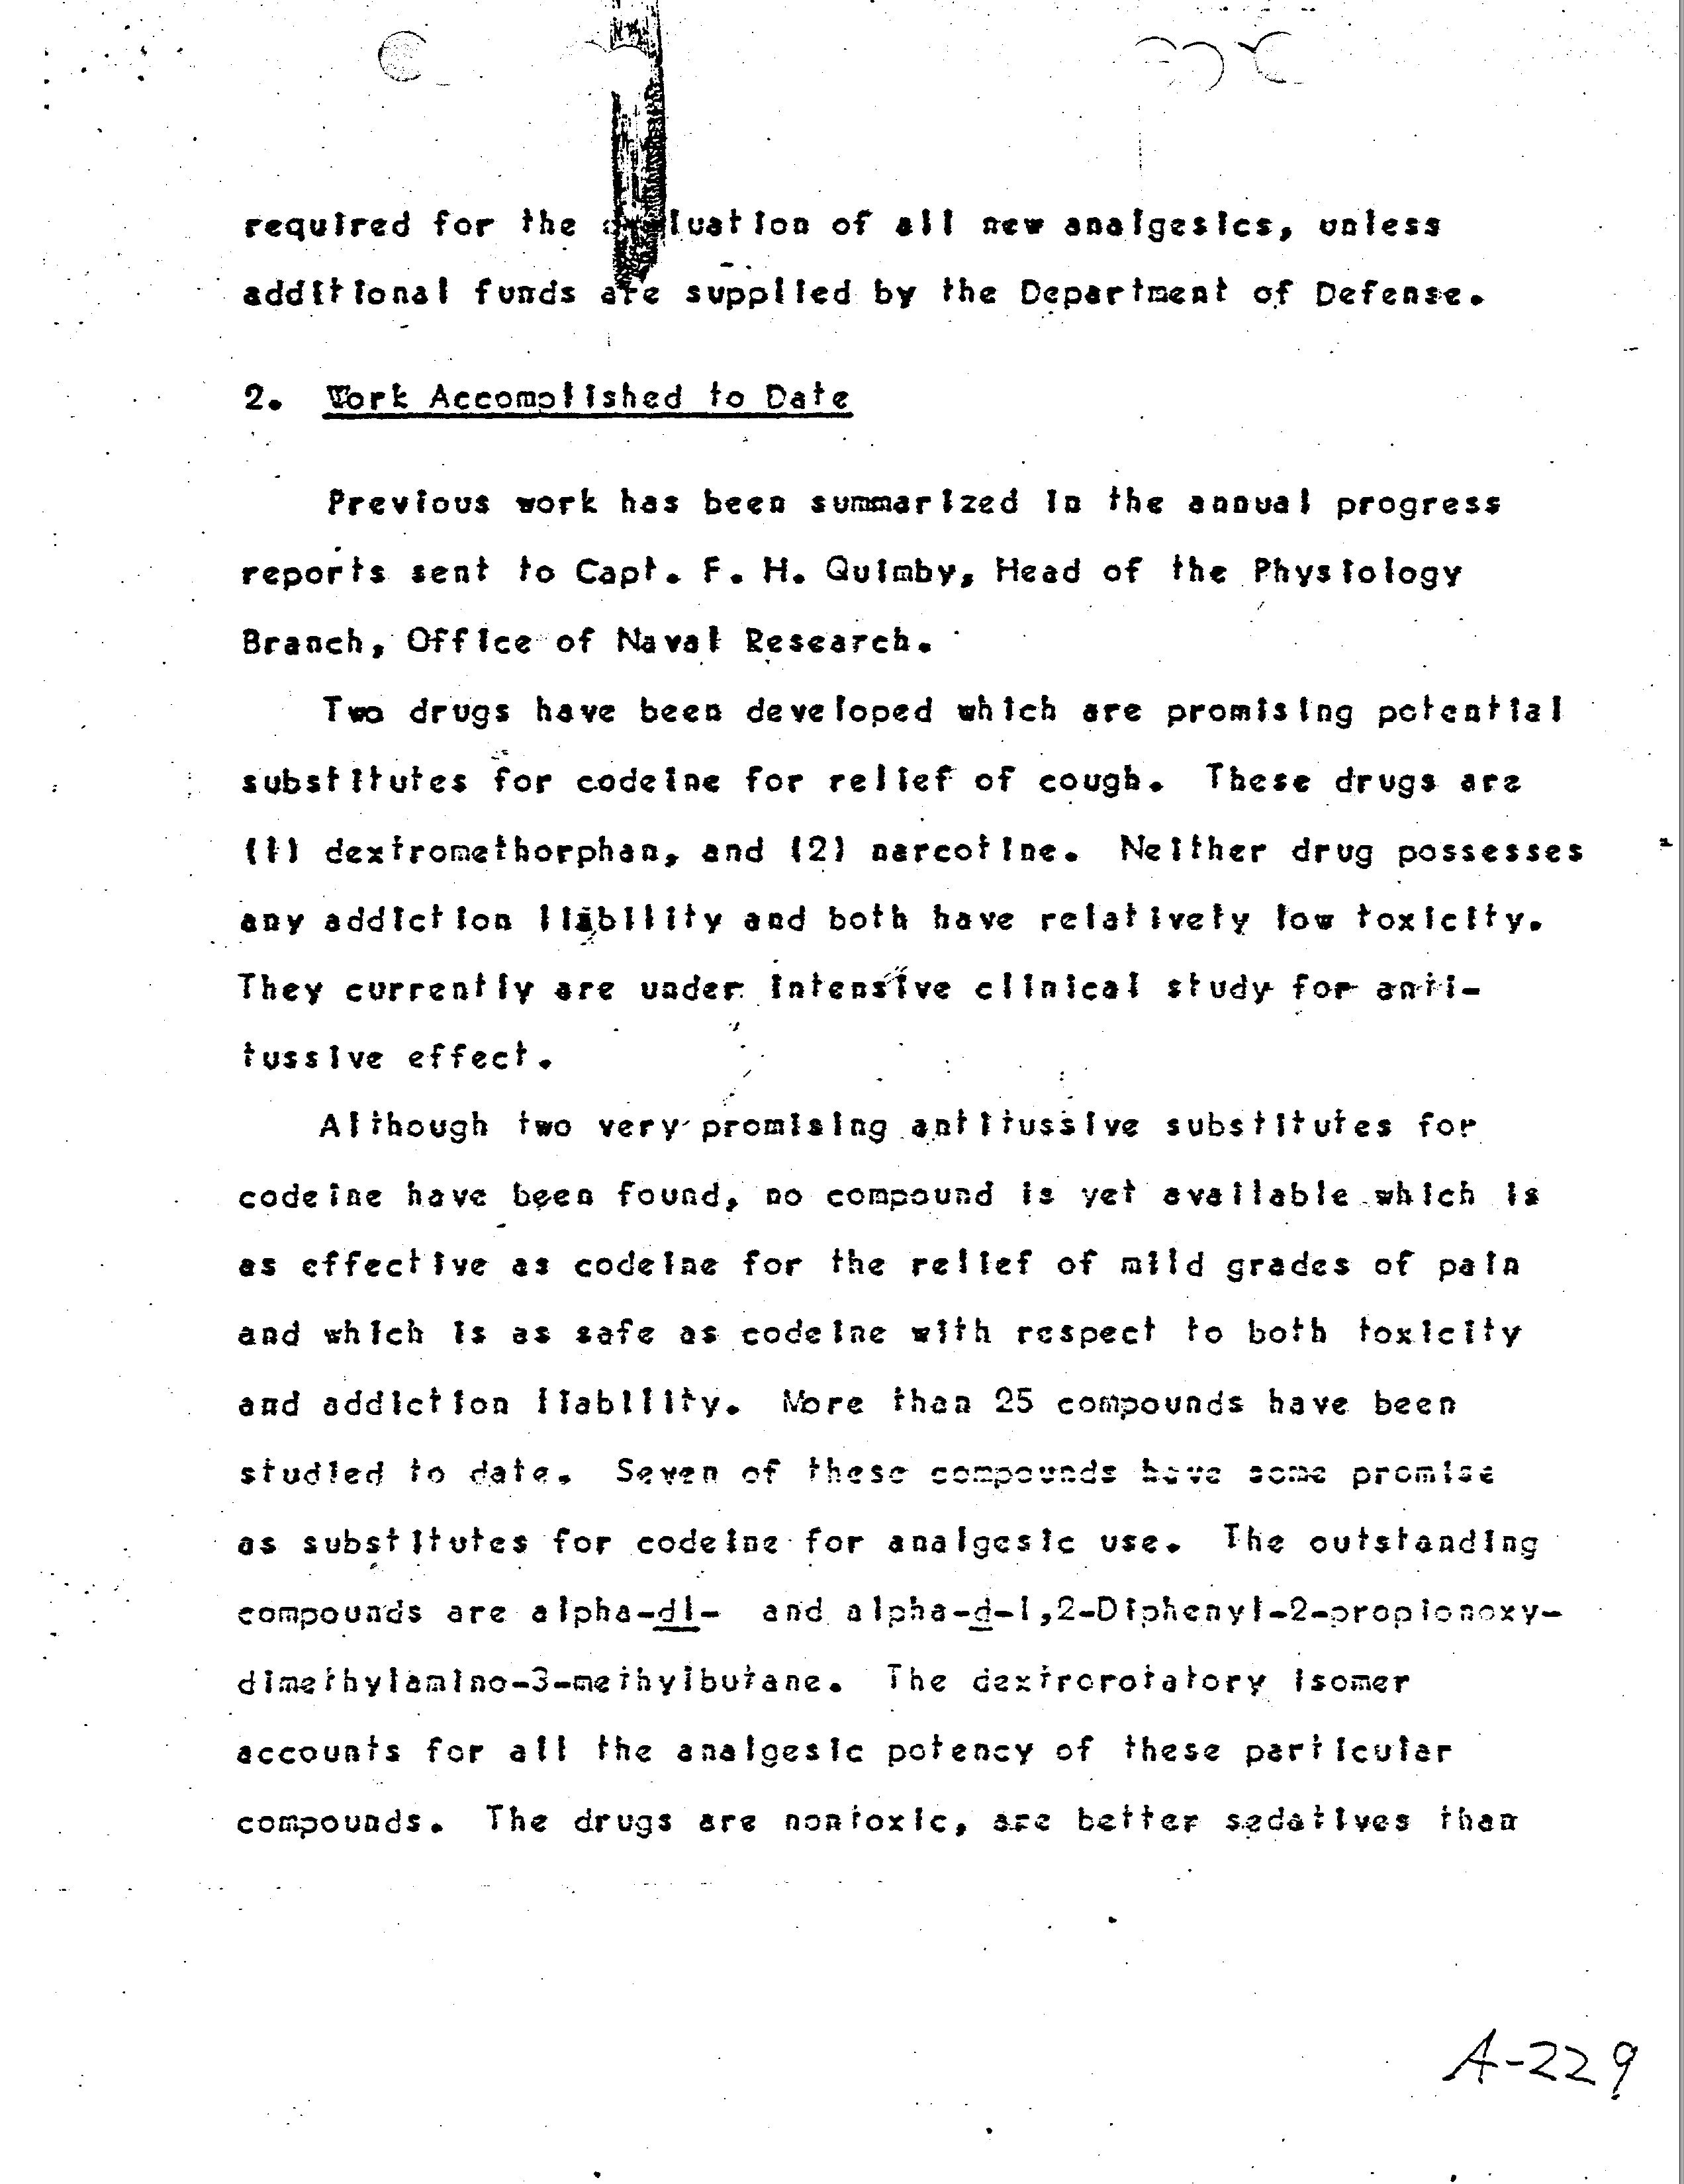 required for the evaluation of all new analgesics, unless
additional funds are supplied by the Department of Defense.
2. Work Accomplished to Date
Previous work has been summarized in the annual progress
reports sent to Capt. F. H. Quimby, Head of the Physiology
Branch, Office of Naval Research.
Two drugs have been developed which are promising potential
substitutes for codeine for relief of cough. These drugs are
(1) dextromethorphan, and (2) narcotine. Neither drug possesses
any addiction liability and both have relatively low toxicity.
They currently are under intensive clinical study for anti-
tussive effect.
Although two very promising antitussive substitutes for
codeine have been found, no compound is yet available which is
as effective as codeine for the relief of mild grades of pain
and which is as safe as codeine with respect to both toxicity
and addiction liability. More than 25 compounds have been
studied to date. Seven of these compounds have some promise
as substitutes for codeine for analgesic use. The outstanding
compounds are alpha-dl- and alpha-d-1,2-Diphenyl-2-propionoxy-
dimethylamino-3-methylbutane. The dextrorotatory isomer
accounts for all the analgesic potency of these particular
compounds. The drugs are nontoxic, are better sedatives than
A-229